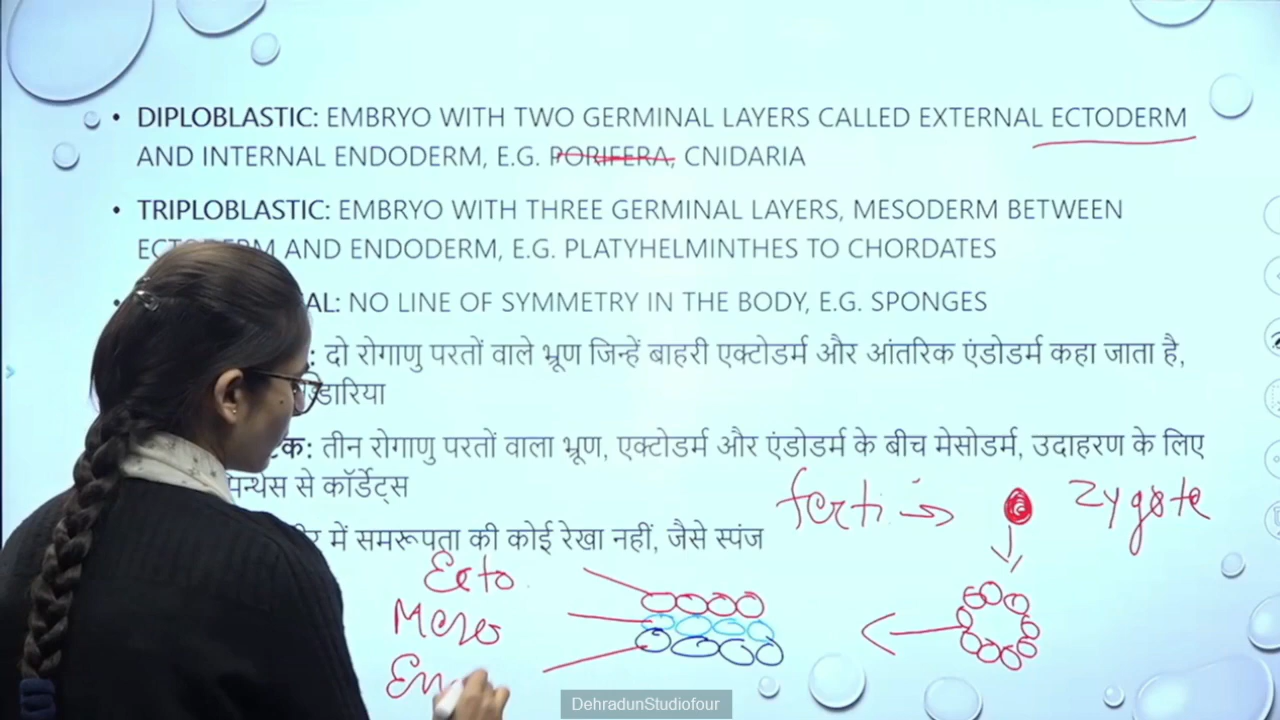 • DIPLOBLASTIC: EMBRYO WITH TWO GERMINAL LAYERS CALLED EXTERNAL ECTODERM
AND INTERNAL ENDODERM, E.G. PORIFERA, CNIDARIA
• TRIPLOBLASTIC: EMBRYO WITH THREE GERMINAL LAYERS, MESODERM BETWEEN
AND ENDODERM, E.G. PLATYHELMINTHES TO CHORDATES
NO LINE OF SYMMETRY IN THE BODY, E.G. SPONGES
: दो रोगाणु परतों वाले भ्रूण जिन्हें बाहरी एक्टोडर्म और आंतरिक एंडोडर्म कहा जाता है,
डारिया
क: तीन रोगाणु परतों वाला भ्रूण, एक्टोडर्म और एंडोडर्म के बीच मेसोडर्म, उदाहरण के लिए
से कॉर्डेट्स
में समरूपता की कोई रेखा नहीं, जैसे स्पंज
ferti. → Zygote
Ecto
Meso
En
DehradunStudiofour